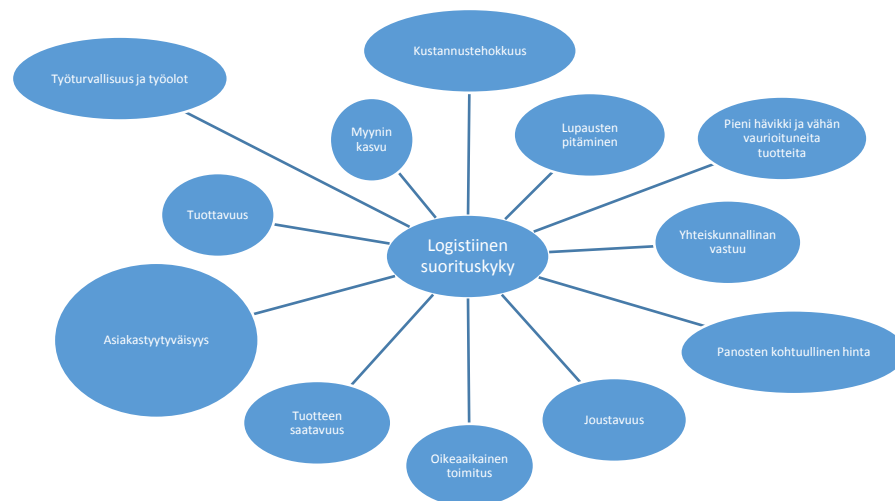 Kustannustehokkuus
Työturvallisuus ja työolot
Myynin
kasvu
Lupausten
pitäminen
Pieni hävikki ja vähän
vaurioituneita
tuotteita
Tuottavuus
Logistiinen
suorituskyky
Yhteiskunnallinan
vastuu
Asiakastyytyväisyys
Panosten kohtuullinen hinta
Tuotteen
saatavuus
Joustavuus
Oikeaaikainen
toimitus